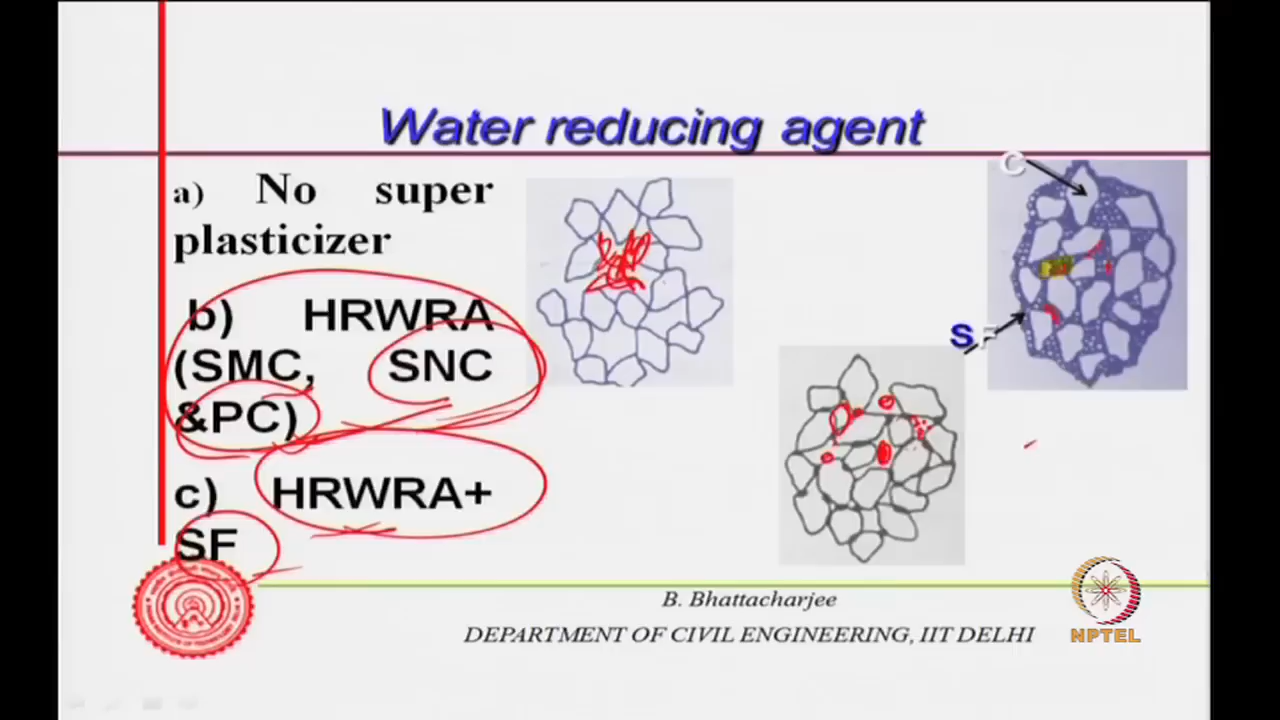 Water reducing agent
a) No super
plasticizer
b) HRWRA
(SMC, SNC
&PC)
c) HRWRA+
SF
C
SF
B. Bhattacharjee
DEPARTMENT OF CIVIL ENGINEERING, IIT DELHI
NPTEL